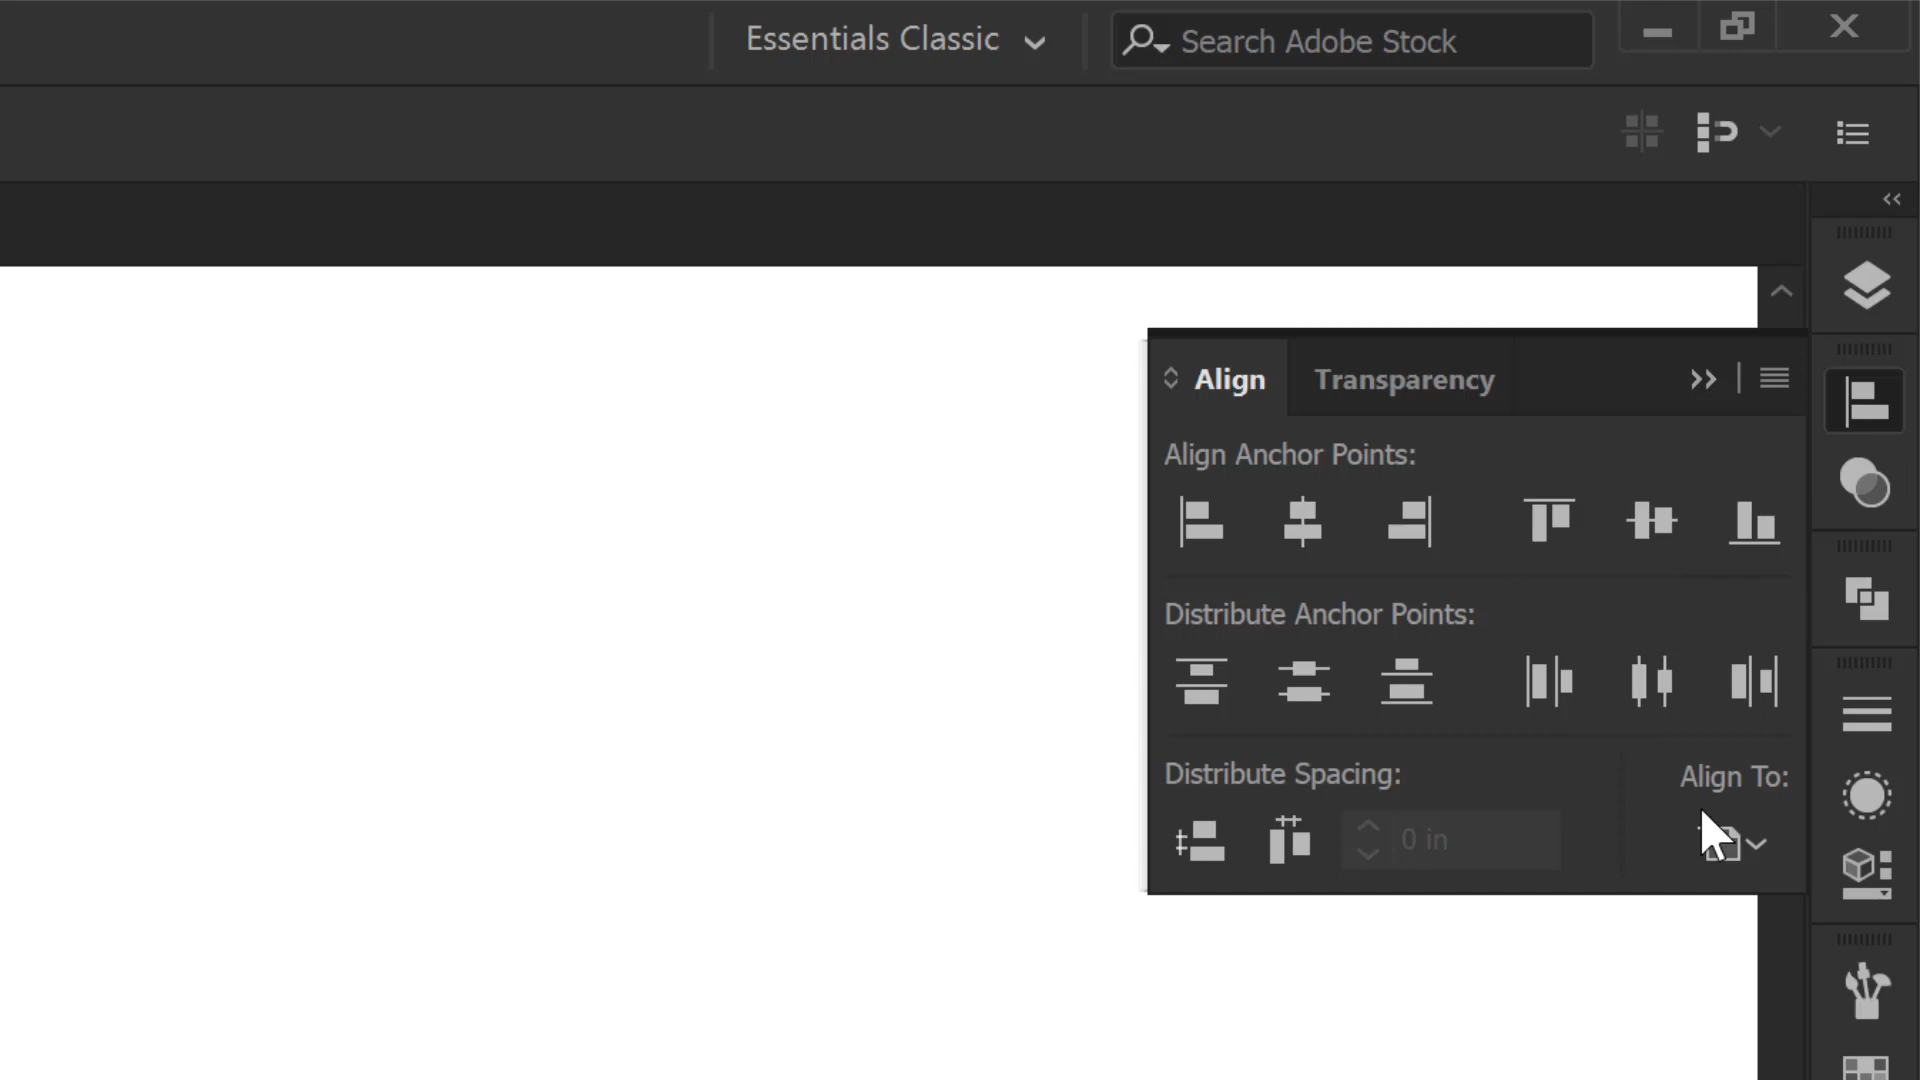 Essentials Classic
Search Adobe Stock
Align
Transparency
Align Anchor Points:
Distribute Anchor Points:
Distribute Spacing:
Align To:
0 in